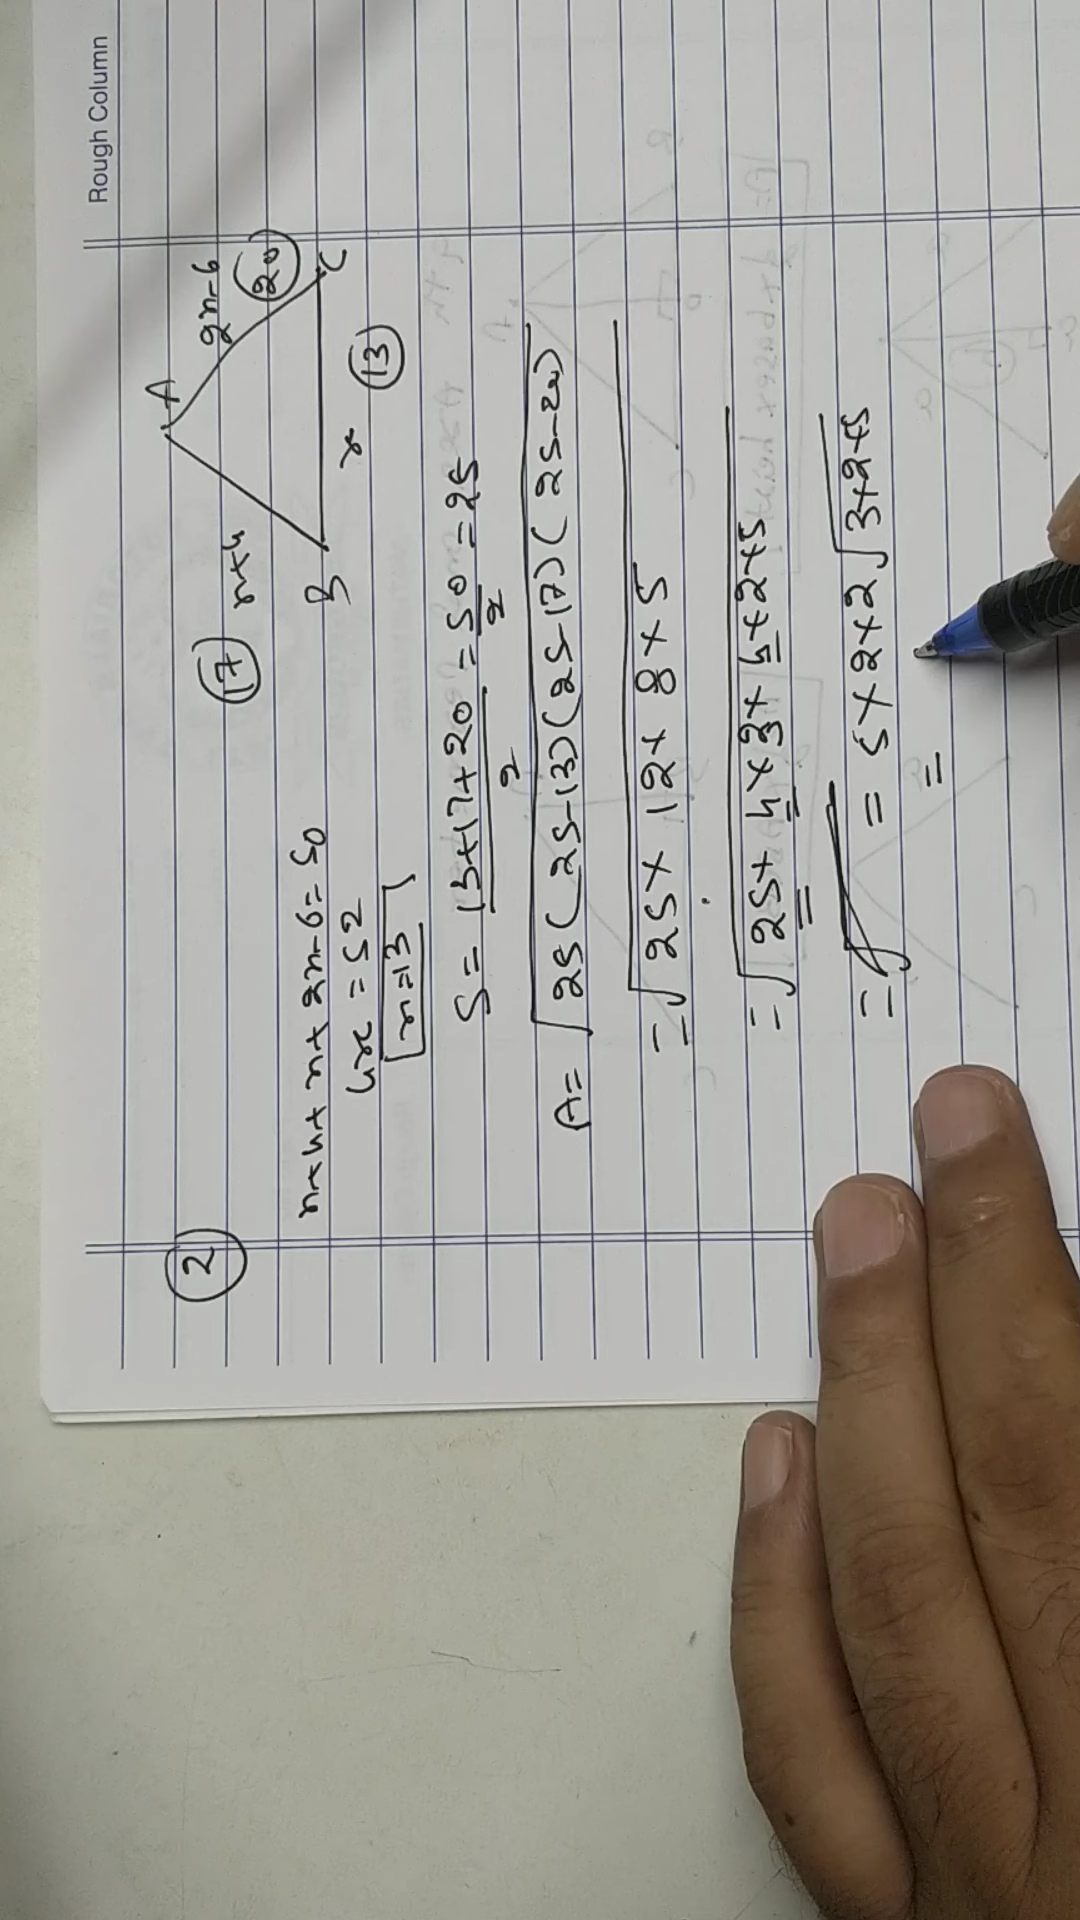 Rough Column
2
A
2x-6
20
17
x+4
B
C
x
13
x+4+x+2x-6=50
4x=52
x=13
S=13+17+20/2=50/2=25
A=√25(25-13)(25-17)(25-20)
=√25×12×8×5
=√25×4×3×4×2×5
= =5×2×2√3×2×5
=